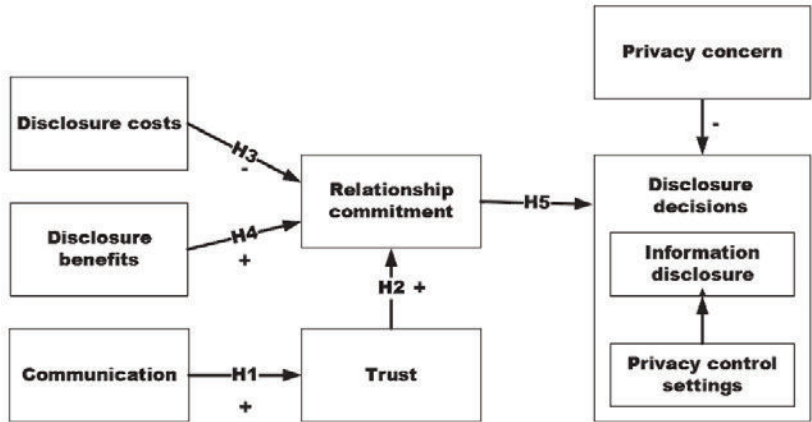 Privacy concern
-
Disclosure costs
H3
-
Relationship
commitment
H5
Disclosure
decisions
Disclosure
benefits
H4
+
Information
disclosure
H2 +
Communication
H1
+
Trust
Privacy control
settings